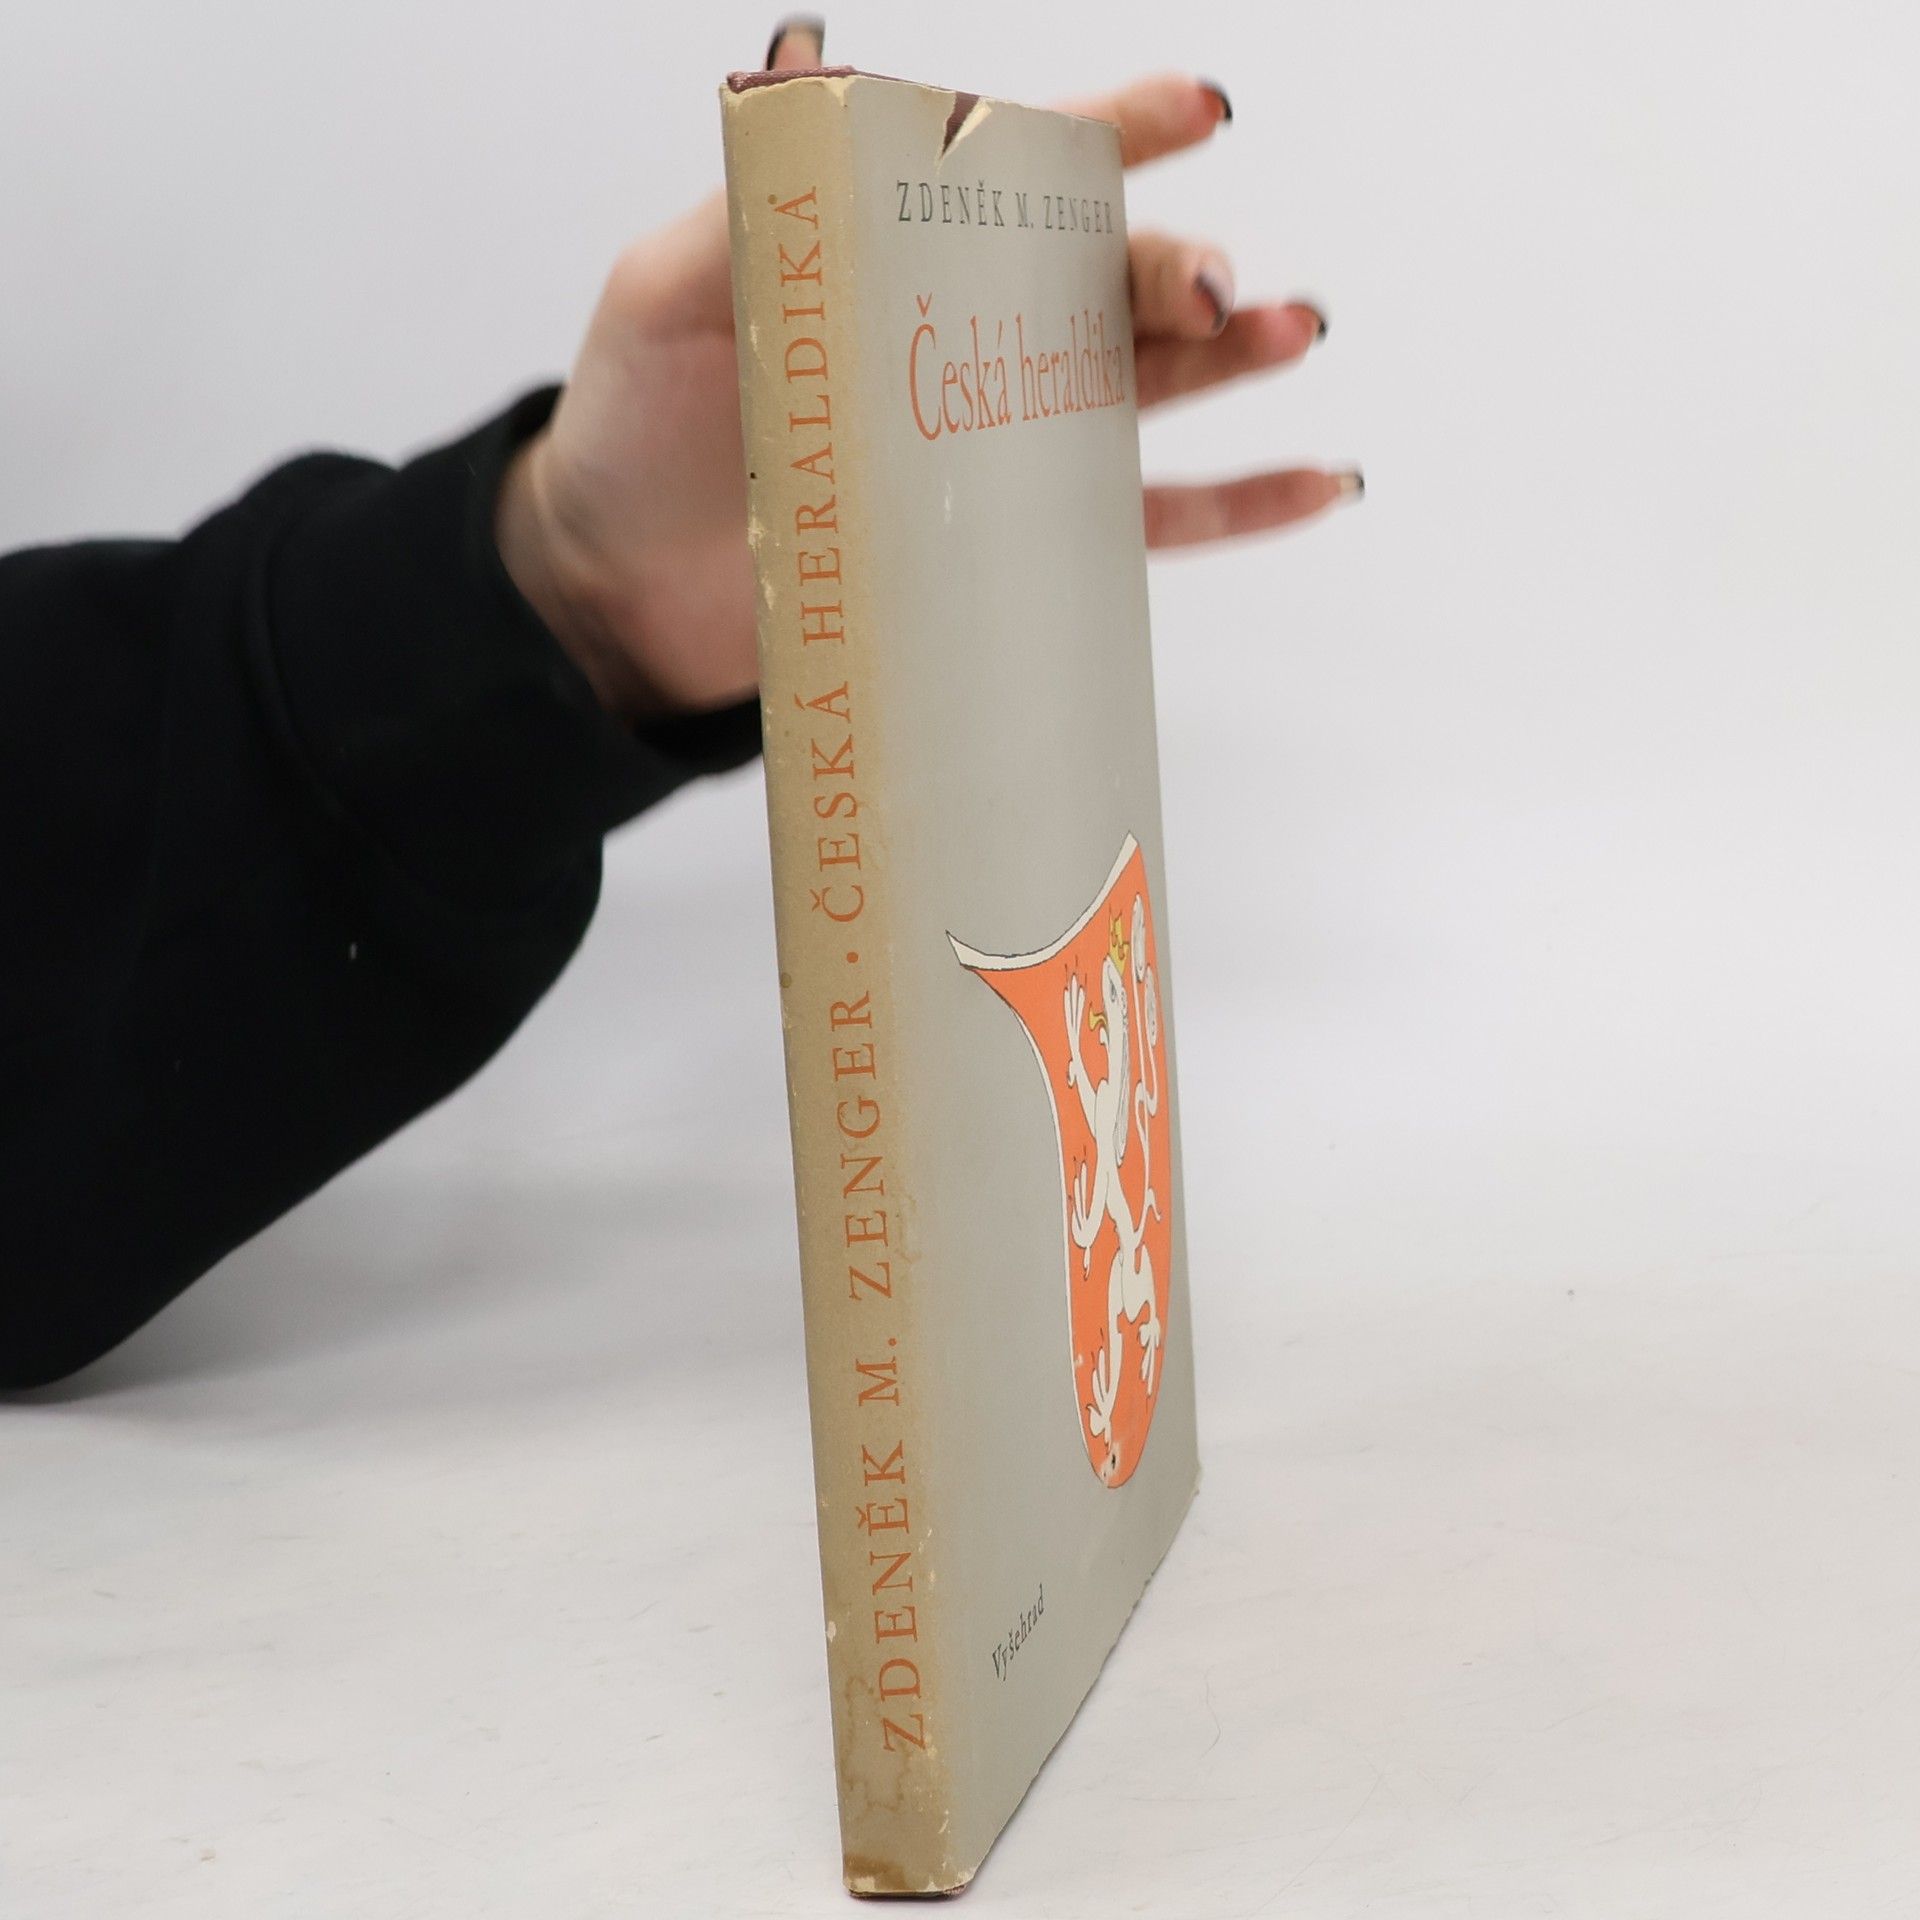 ZDENĚK M. ZENGER · ČESKÁ HERALDIKA
ZDENĚK M. ZENGER
Česká heraldika
Vyšehrad